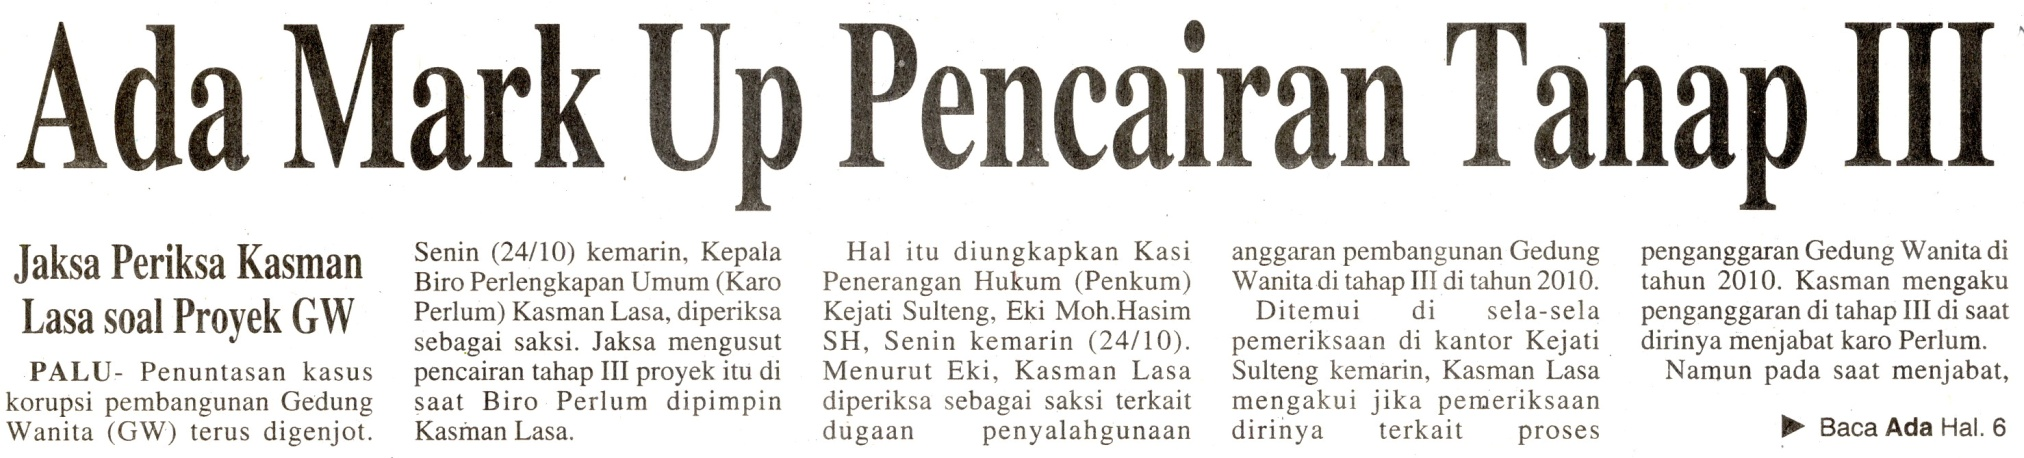 Ada Mark Up Pencairan Tahap III
Jaksa Periksa Kasman
Lasa soal Proyek GW
PALU- Penuntasan kasus
korupsi pembangunan Gedung
Wanita (GW) terus digenjot.
Senin (24/10) kemarin, Kepala
Biro Perlengkapan Umum (Karo
Perlum) Kasman Lasa, diperiksa
sebagai saksi. Jaksa mengusut
pencairan tahap III proyek itu di
saat Biro Perlum dipimpin
Kasman Lasa.
Hal itu diungkapkan Kasi
Penerangan Hukum (Penkum)
Kejati Sulteng, Eki Moh.Hasim
SH, Senin kemarin (24/10).
Menurut Eki, Kasman Lasa
diperiksa sebagai saksi terkait
dugaan penyalahgunaan
anggaran pembangunan Gedung
Wanita di tahap III di tahun 2010.
Ditemui di sela-sela
pemeriksaan di kantor Kejati
Sulteng kemarin, Kasman Lasa
mengakui jika pemeriksaan
dirinya terkait proses
penganggaran Gedung Wanita di
tahun 2010. Kasman mengaku
penganggaran di tahap III di saat
dirinya menjabat karo Perlum.
Namun pada saat menjabat,
Baca Ada Hal. 6